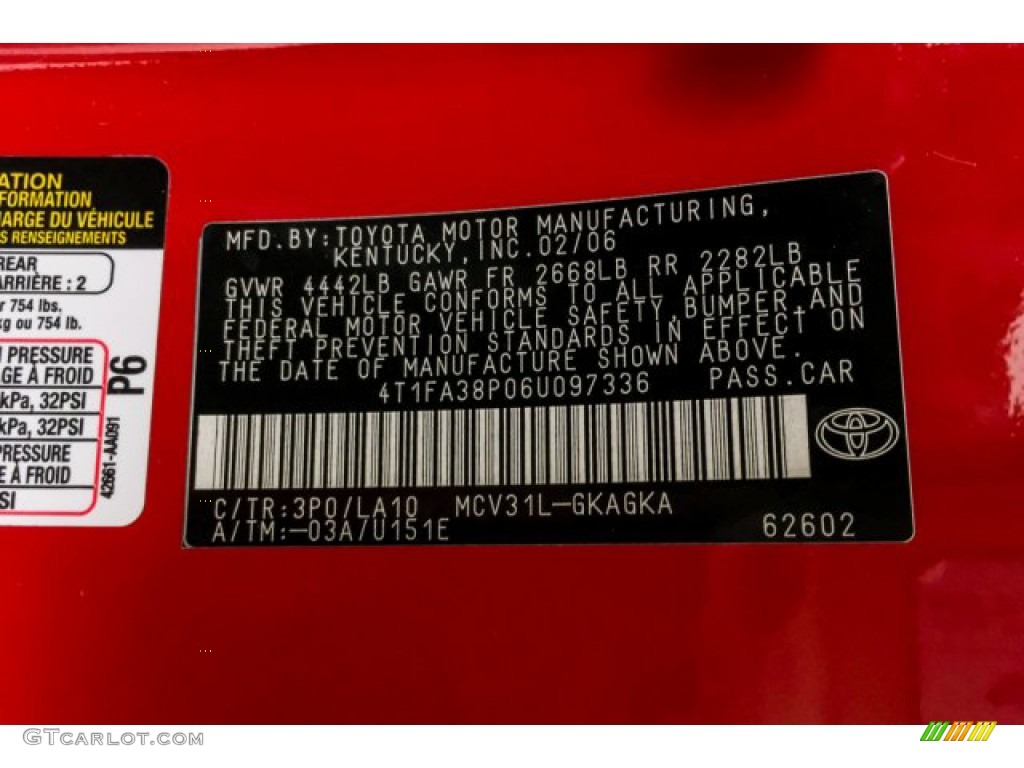 ATION
FORMATION
HARGE DU VÉHICULE
S RENSEIGNEMENTS
REAR
ARRIÈRE : 2
r 754 lbs.
kg ou 754 lb.
PRESSURE
GE À FROID
kPa, 32PSI
kPa, 32PSI
PRESSURE
À FROID
SI
P6
42661-AA091
MFD.BY:TOYOTA MOTOR MANUFACTURING,
KENTUCKY,INC.02/06
GVWR 4442LB GAWR FR 2668LB RR 2282LB
THIS VEHICLE CONFORMS TO ALL APPLICABLE
FEDERAL MOTOR VEHICLE SAFETY,BUMPER,AND
THEFT PREVENTION STANDARDS IN EFFECT ON
THE DATE OF MANUFACTURE SHOWN ABOVE.
4T1FA38P06U097336 PASS.CAR
C/TR:3P0/LA10 MCV31L-GKAGKA
A/TM:-03A/U151E 62602
GTCarlot.com